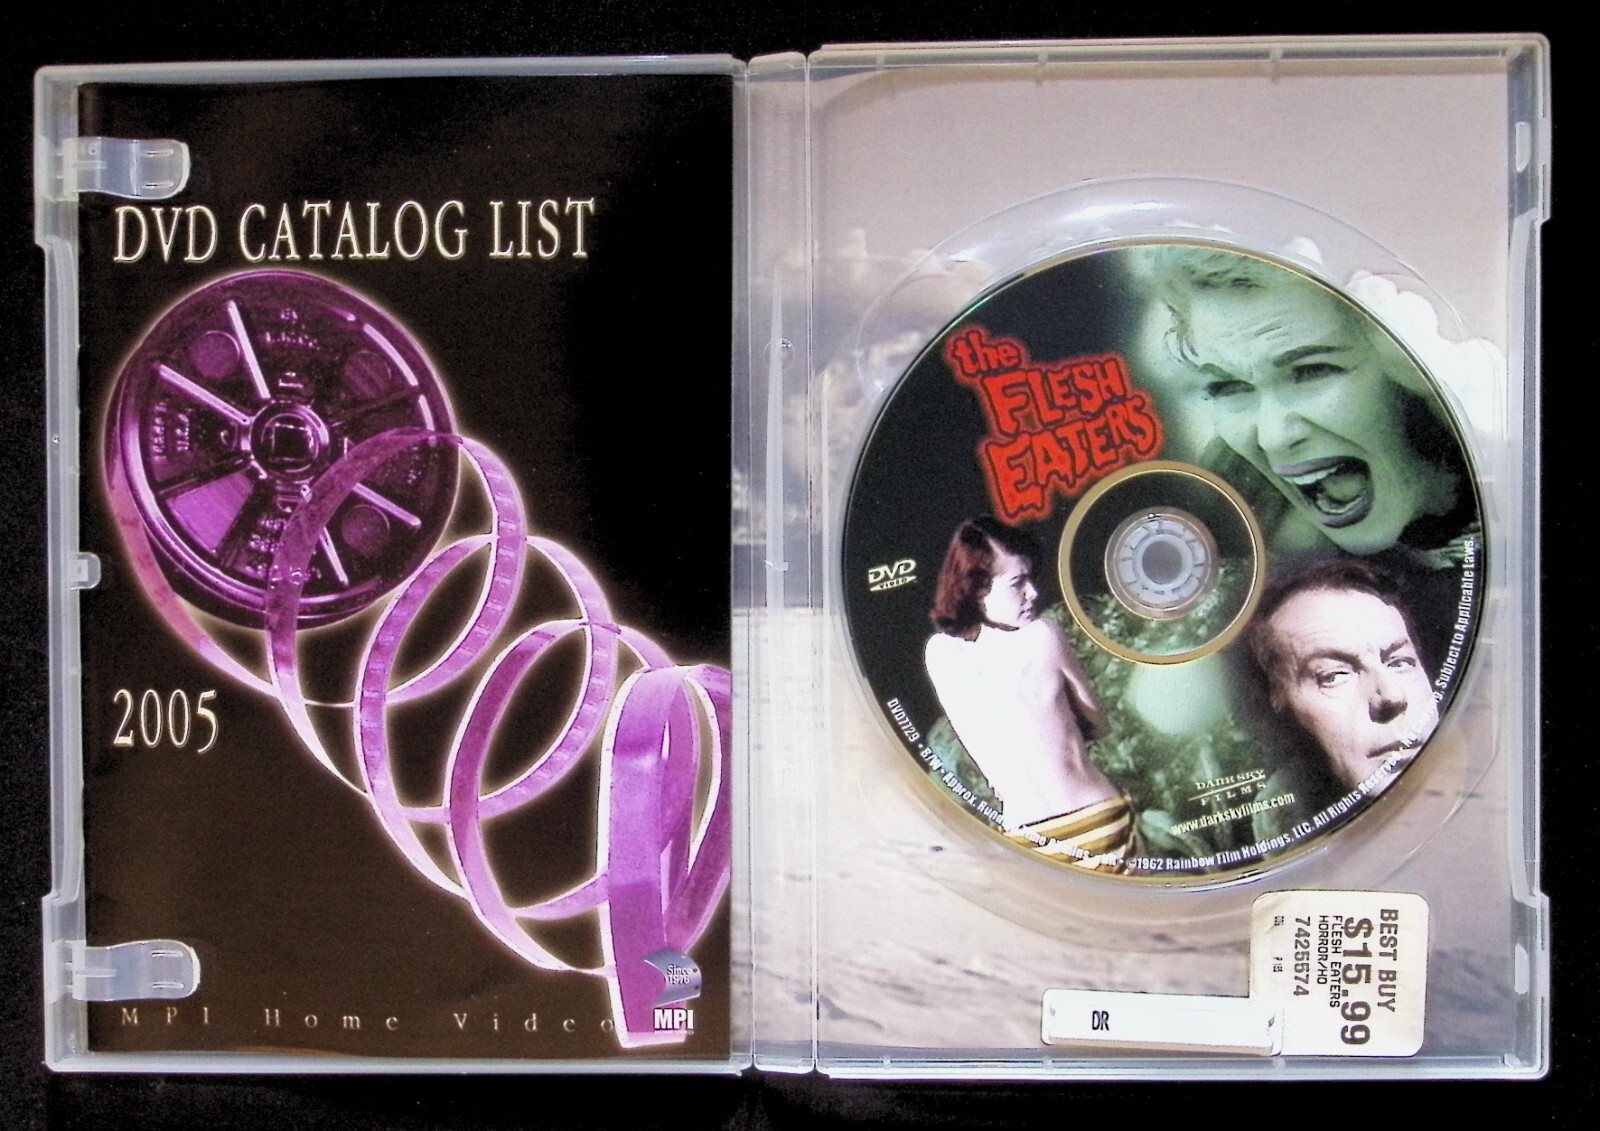 DVD CATALOG LIST
2005
MPI Home Video
Since
1976
MPI
the
FLESH
EATERS
DVD
VIDEO
DARK SKY
FILMS
www.darkskyfilms.com
DVD7729 • B/W • Approx. • ©1962 Rainbow Film Holdings, LLC. All Rights Reserved. Subject to Applicable Laws.
BEST BUY
$15.99
FLESH EATERS
HORROR/HO
7425574
DR